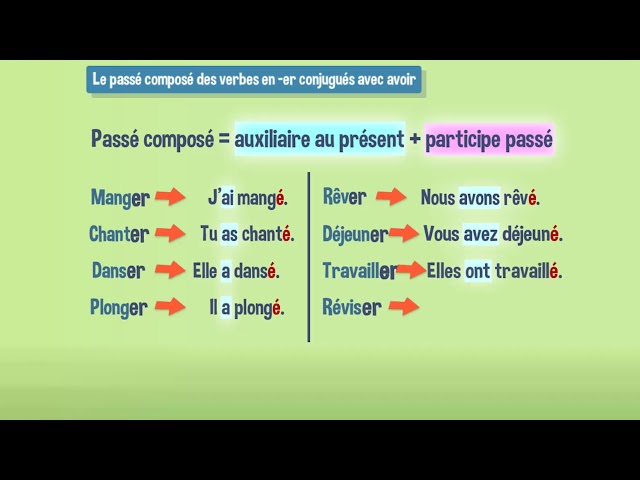 Le passé composé des verbes en -er conjugués avec avoir
Passé composé = auxiliaire au présent + participe passé
Manger J'ai mangé.
Chanter Tu as chanté.
Danser Elle a dansé.
Plonger Il a plongé.
Rêver Nous avons rêvé.
Déjeuner Vous avez déjeuné.
Travailler Elles ont travaillé.
Réviser